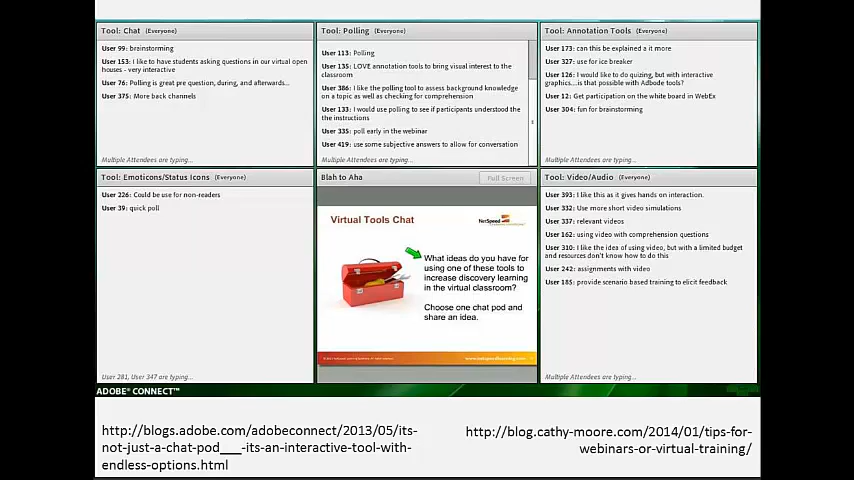 Tool: Chat (Everyone)
User 99: brainstorming
User 153: I like to have students asking questions in our virtual open
houses - very interactive
User 76: Polling is great pre question, during, and afterwards...
User 375: More back channels
Multiple Attendees are typing...
Tool: Polling (Everyone)
User 113: Polling
User 135: LOVE annotation tools to bring visual interest to the
classroom
User 386: I like the polling tool to assess background knowledge
on a topic as well as checking for comprehension
User 133: I would use polling to see if participants understood the
the instructions
User 335: poll early in the webinar
User 419: use some subjective answers to allow for conversation
Multiple Attendees are typing...
Tool: Annotation Tools (Everyone)
User 173: can this be explained a it more
User 327: use for ice breaker
User 126: I would like to do quizing, but with interactive
graphics....is that possible with Adbode tools?
User 12: Get participation on the white board in WebEx
User 304: fun for brainstorming
Tool: Emoticons/Status Icons (Everyone)
User 226: Could be use for non-readers
User 39: quick poll
User 281, User 347 are typing...
Blah to Aha
Full Screen
Virtual Tools Chat
NetSpeed
What ideas do you have for
using one of these tools to
increase discovery learning
in the virtual classroom?
Choose one chat pod and
share an idea.
www.netspeedlearning.com
Tool: Video/Audio (Everyone)
User 393: I like this as it gives hands on interaction.
User 332: Use more short video simulations
User 337: relevant videos
User 162: using video with comprehension questions
User 310: I like the idea of using video, but with a limited budget
and resources don't know how to do this
User 242: assignments with video
User 185: provide scenario based training to elicit feedback
Multiple Attendees are typing...
ADOBE® CONNECT™
http://blogs.adobe.com/adobeconnect/2013/05/its-
not-just-a-chat-pod___-its-an-interactive-tool-with-
endless-options.html
http://blog.cathy-moore.com/2014/01/tips-for-
webinars-or-virtual-training/